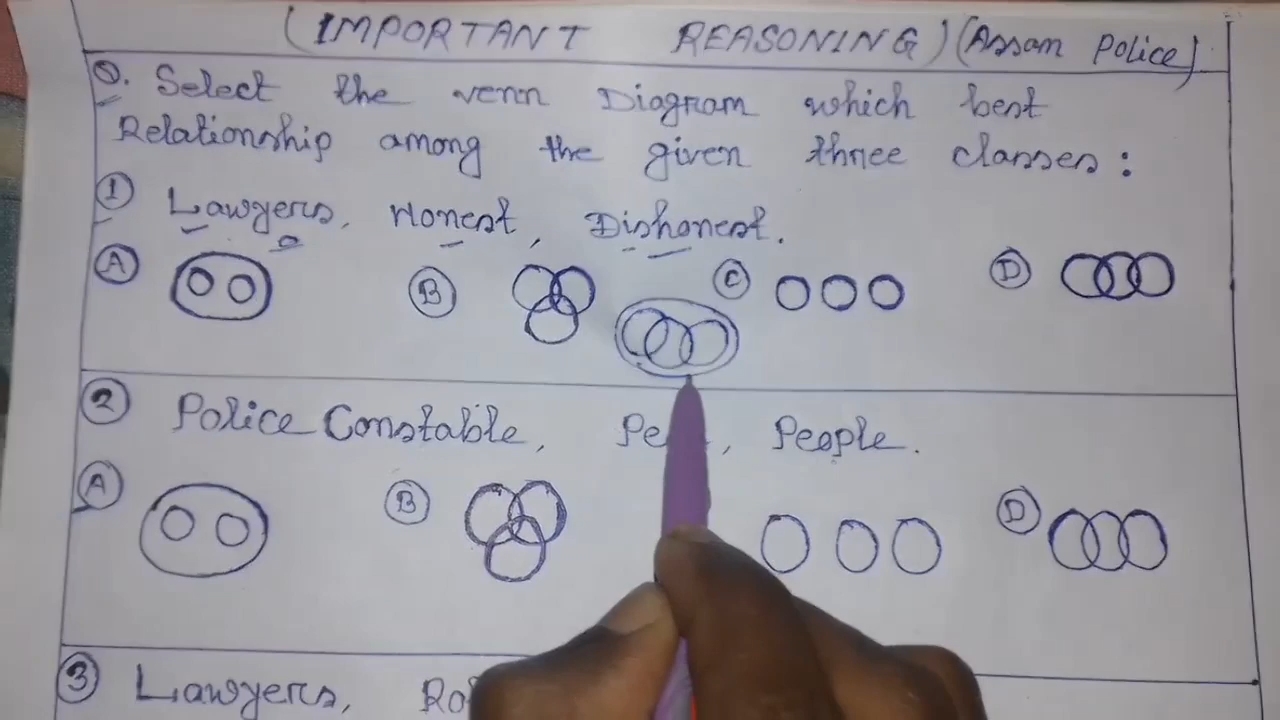 (IMPORTANT REASONING) (Assam Police)
Q. Select the venn Diagram which best
Relationship among the given three classes:
1 Lawyers, Honest, Dishonest.
A B C D
2 Police Constable, , People.
A B D
3 Lawyers,